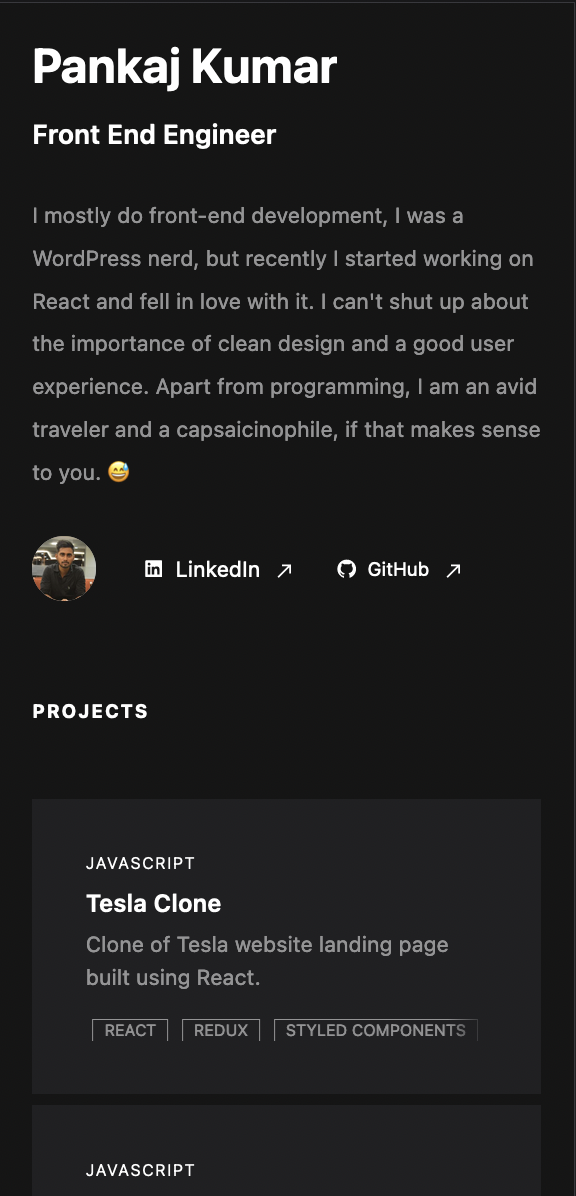 Pankaj Kumar
Front End Engineer
I mostly do front-end development, I was a
WordPress nerd, but recently I started working on
React and fell in love with it. I can't shut up about
the importance of clean design and a good user
experience. Apart from programming, I am an avid
traveler and a capsaicinophile, if that makes sense
to you. 😅
LinkedIn ↗ GitHub ↗
PROJECTS
JAVASCRIPT
Tesla Clone
Clone of Tesla website landing page
built using React.
REACT REDUX STYLED COMPONENTS
JAVASCRIPT